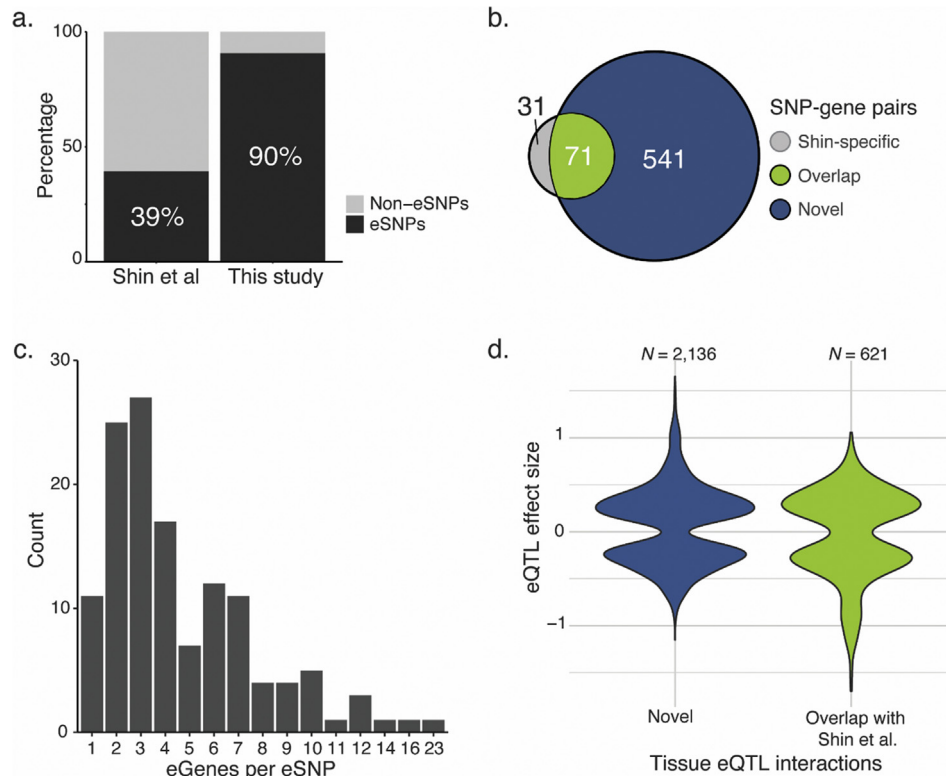 a.
100
50
0
Percentage
39%
90%
Shin et al
This study
Non-eSNPs
eSNPs
b.
31
71
541
SNP-gene pairs
Shin-specific
Overlap
Novel
c.
30
20
10
0
Count
1 2 3 4 5 6 7 8 9 10 11 12 14 16 23
eGenes per eSNP
d.
N = 2,136
N = 621
1
0
−1
eQTL effect size
Novel
Overlap with
Shin et al.
Tissue eQTL interactions